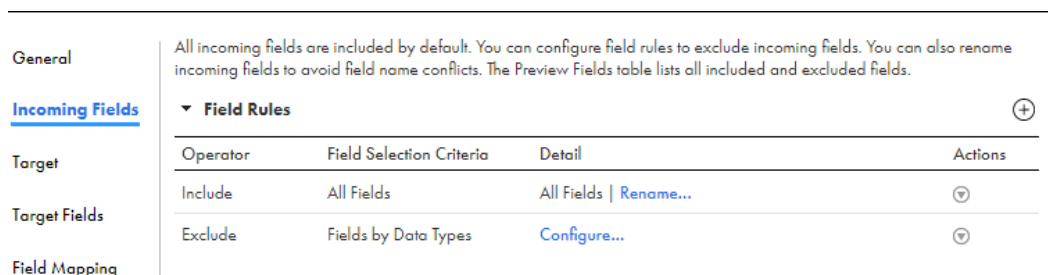 General
Incoming Fields
Target
Target Fields
Field Mapping
All incoming fields are included by default. You can configure field rules to exclude incoming fields. You can also rename
incoming fields to avoid field name conflicts. The Preview Fields table lists all included and excluded fields.
Field Rules
Operator Field Selection Criteria Detail Actions
Include All Fields All Fields | Rename...
Exclude Fields by Data Types Configure...